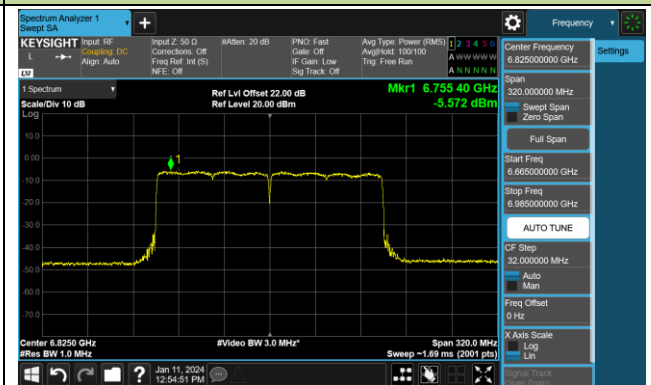 Spectrum Analyzer 1
Swept SA
+
Frequency
KEYSIGHT
L
LXI
Input: RF
Coupling: DC
Align: Auto
Input Z: 50 Ω
Corrections: Off
Freq Ref: Int (S)
NFE: Off
#Atten: 20 dB
PNO: Fast
Gate: Off
IF Gain: Low
Sig Track: Off
Avg Type: Power (RMS)
Avg|Hold: 100/100
Trig: Free Run
1 2 3 4 5 6
A W W W W W
A N N N N N
1 Spectrum
Scale/Div 10 dB
Log
Ref Lvl Offset 22.00 dB
Ref Level 20.00 dBm
Mkr1 6.755 40 GHz
-5.572 dBm
10.0
0.00
-10.0
-20.0
-30.0
-40.0
-50.0
-60.0
-70.0
1
Center 6.8250 GHz
#Res BW 1.0 MHz
#Video BW 3.0 MHz*
Span 320.0 MHz
Sweep ~1.69 ms (2001 pts)
Center Frequency
6.825000000 GHz
Settings
Span
320.000000 MHz
Swept Span
Zero Span
Full Span
Start Freq
6.665000000 GHz
Stop Freq
6.985000000 GHz
AUTO TUNE
CF Step
32.000000 MHz
Auto
Man
Freq Offset
0 Hz
X Axis Scale
Log
Lin
Signal Track
(Span Zoom)
?
Jan 11, 2024
12:54:51 PM